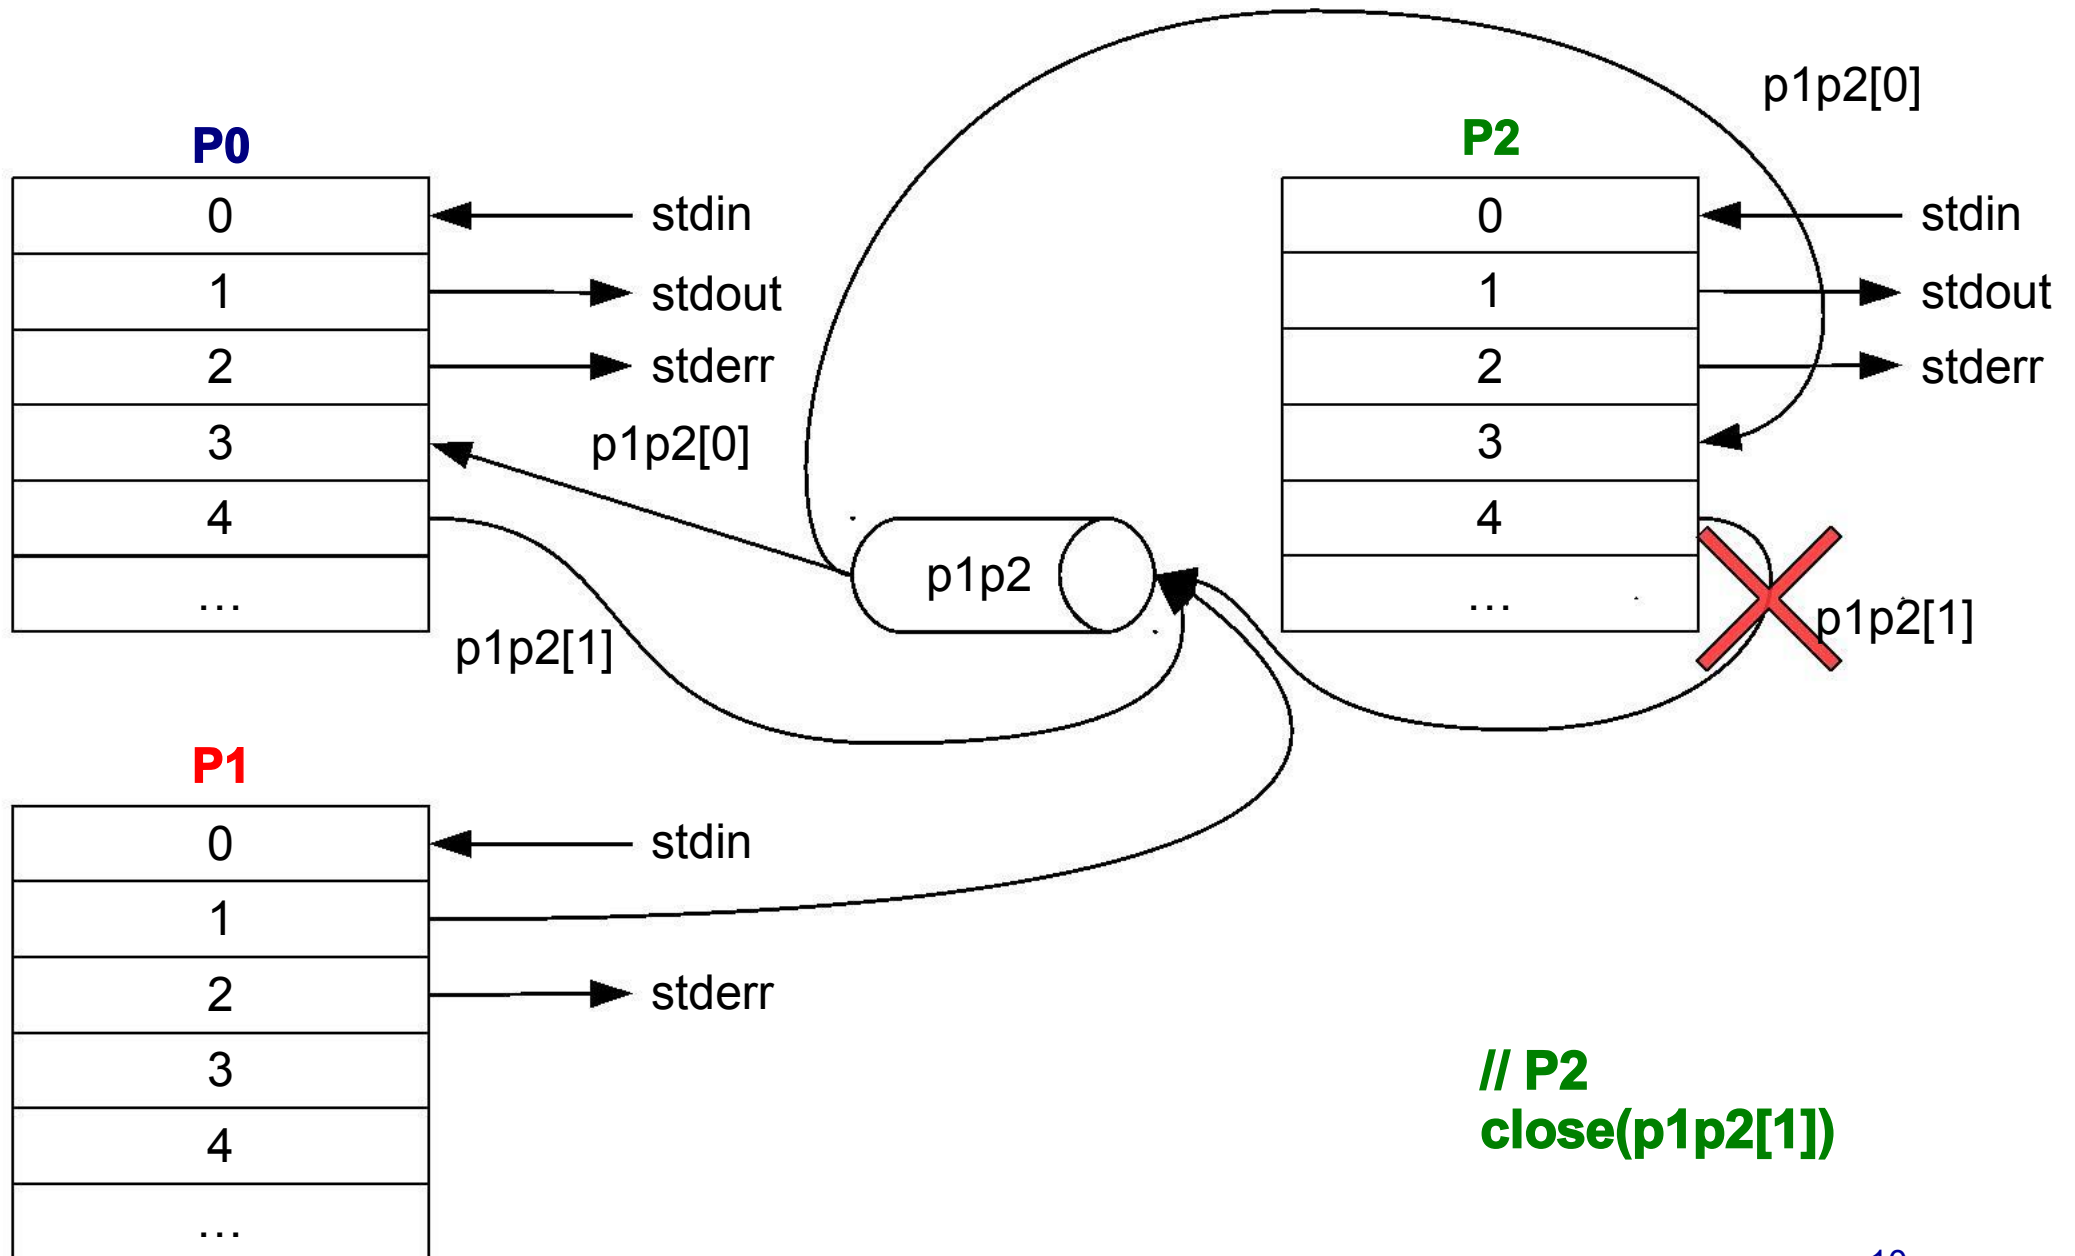 p1p2[0]
P0
P2
0
stdin
1
stdout
2
stderr
3
p1p2[0]
4
…
p1p2[1]
p1p2
0
stdin
1
stdout
2
stderr
3
4
…
p1p2[1]
P1
0
stdin
1
2
stderr
3
4
…
// P2
close(p1p2[1])